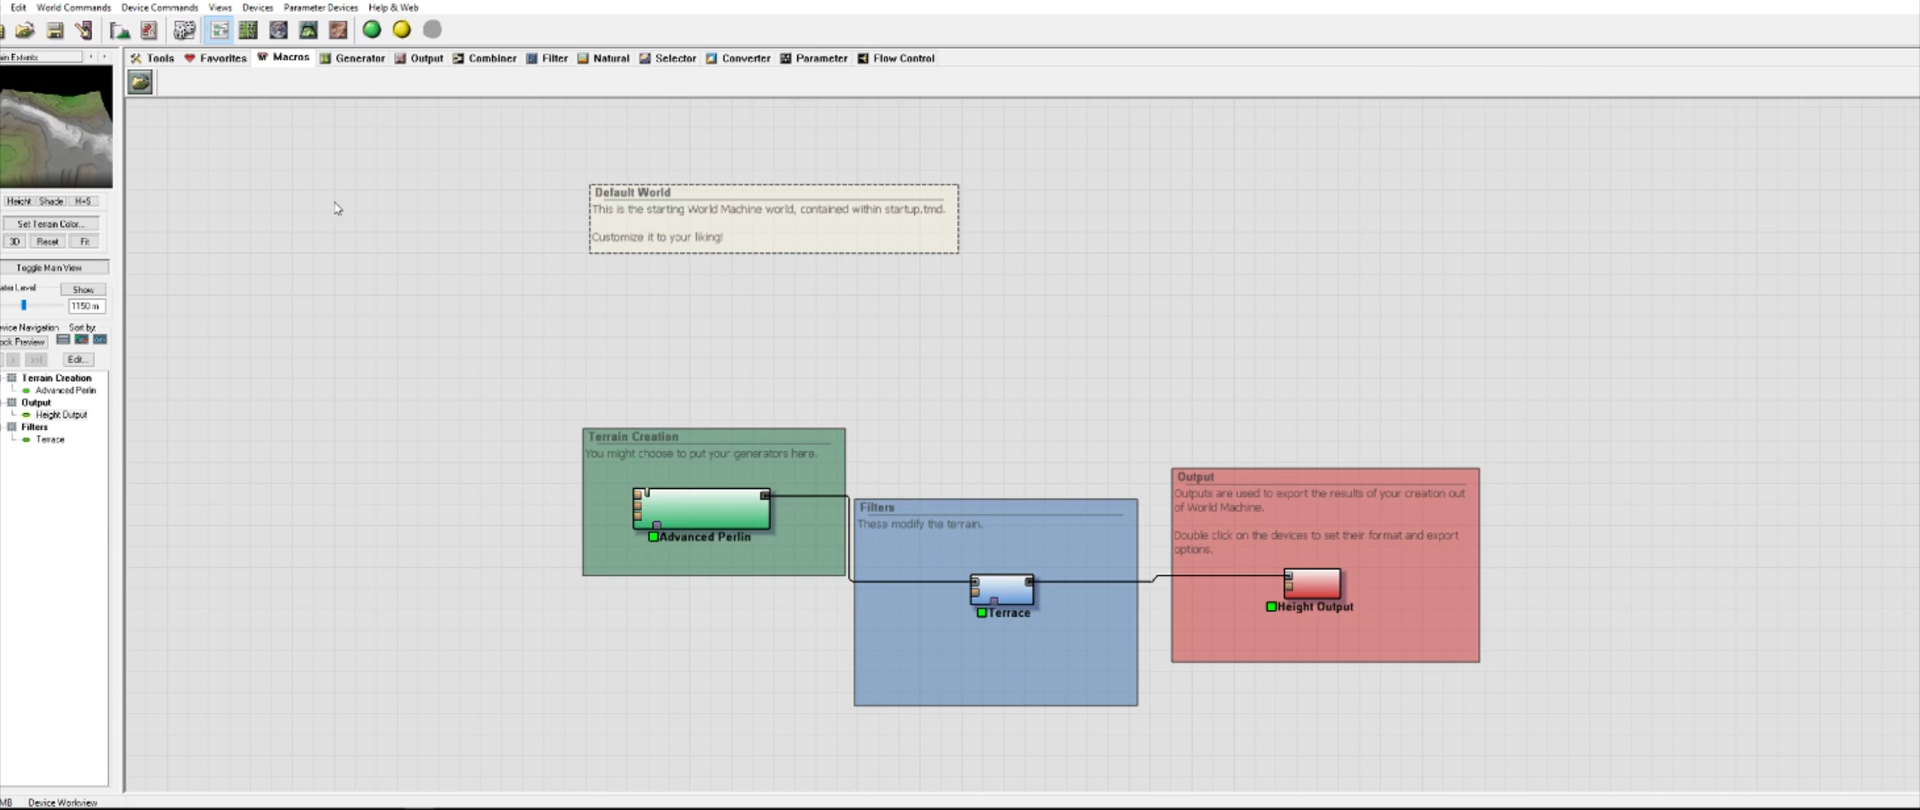 Edit World Commands Device Commands Views Devices Parameter Devices Help & Web
Tools Favorites Macros Generator Output Combiner Filter Natural Selector Converter Parameter Flow Control
Height Shade H+S
Set Terrain Color...
3D Reset Fit
Toggle Main View
Show
1150 m
Sort by:
Edit...
Terrain Creation
Advanced Perlin
Output
Height Output
Filters
Terrace
Default World
This is the starting World Machine world, contained within startup.tmd.
Customize it to your liking!
Terrain Creation
You might choose to put your generators here.
Advanced Perlin
Filters
These modify the terrain.
Terrace
Output
Outputs are used to export the results of your creation out
of World Machine.
Double click on the devices to set their format and export
options.
Height Output
MB Device Workview